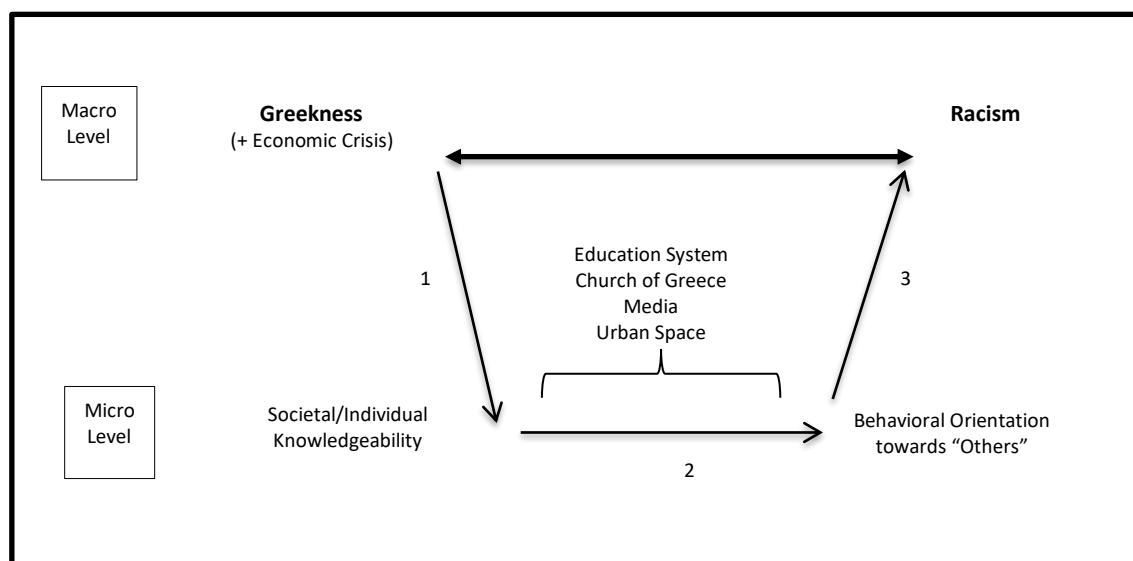 Macro
Level
Greekness
(+ Economic Crisis)
Racism
Education System
Church of Greece
Media
Urban Space
1
3
Micro
Level
Societal/Individual
Knowledgeability
Behavioral Orientation
towards “Others”
2